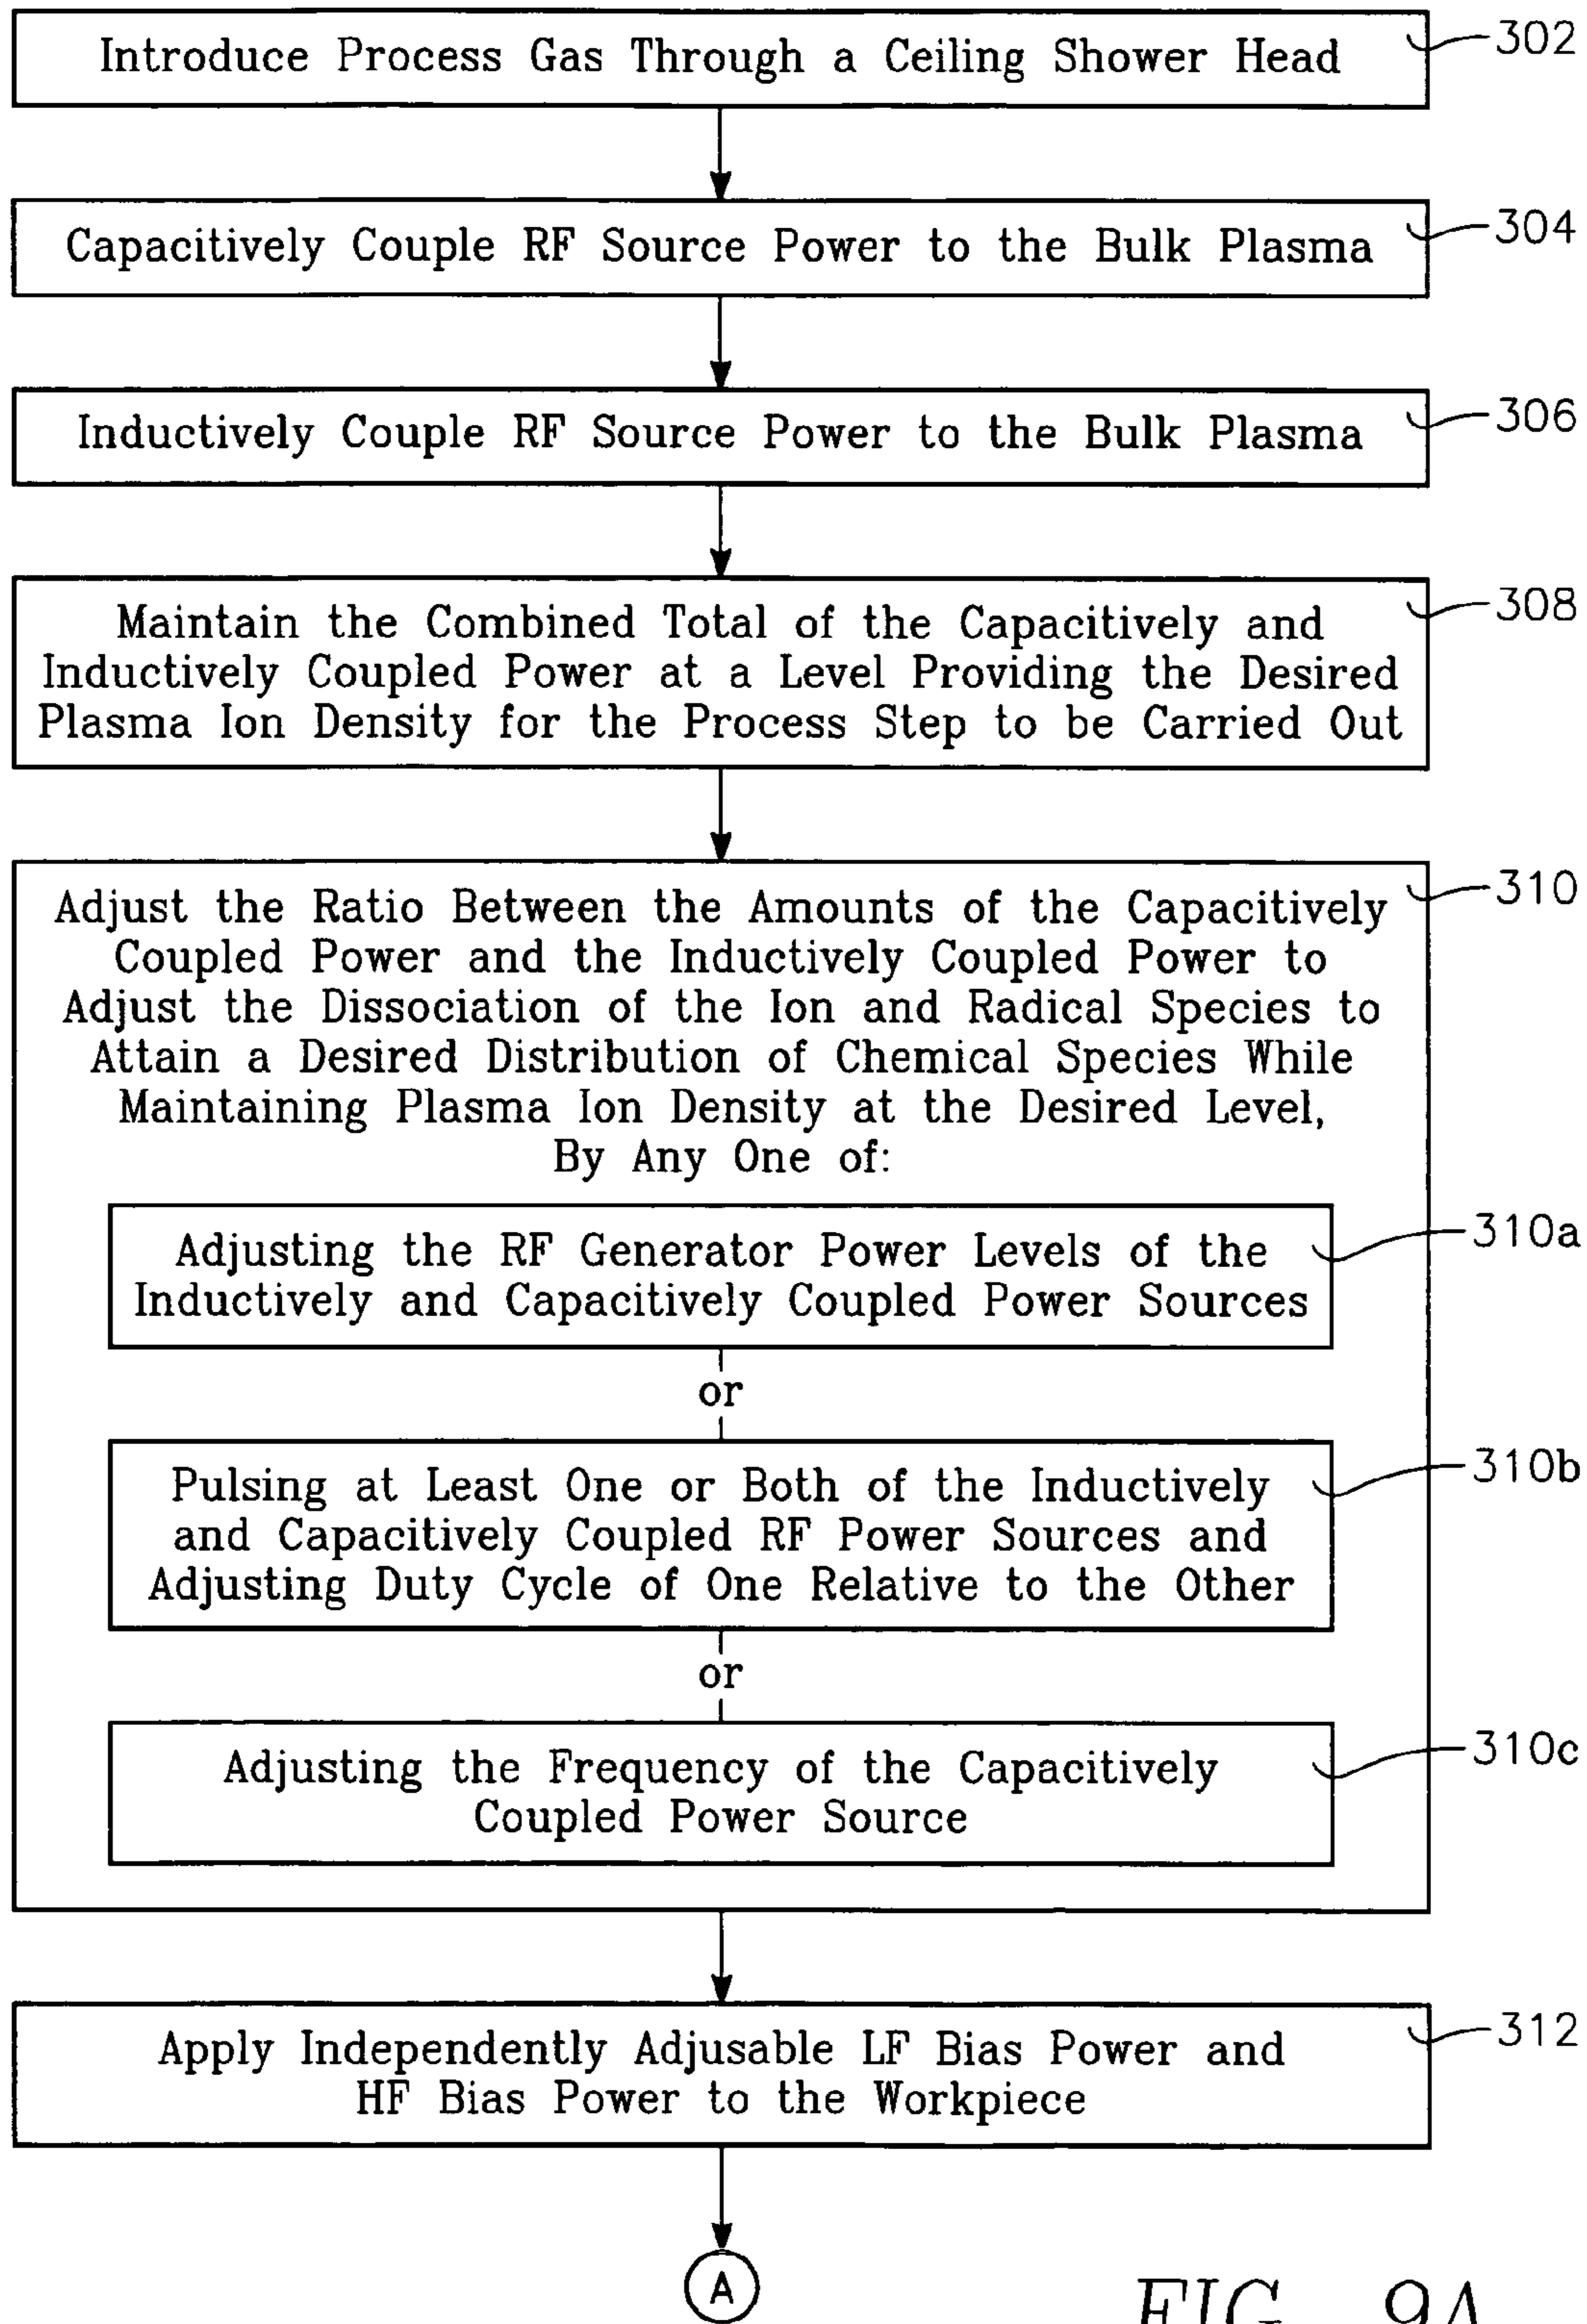 Introduce Process Gas Through a Ceiling Shower Head
302
Capacitively Couple RF Source Power to the Bulk Plasma
304
Inductively Couple RF Source Power to the Bulk Plasma
306
Maintain the Combined Total of the Capacitively and
Inductively Coupled Power at a Level Providing the Desired
Plasma Ion Density for the Process Step to be Carried Out
308
Adjust the Ratio Between the Amounts of the Capacitively
Coupled Power and the Inductively Coupled Power to
Adjust the Dissociation of the Ion and Radical Species to
Attain a Desired Distribution of Chemical Species While
Maintaining Plasma Ion Density at the Desired Level,
By Any One of:
310
Adjusting the RF Generator Power Levels of the
Inductively and Capacitively Coupled Power Sources
310a
or
Pulsing at Least One or Both of the Inductively
and Capacitively Coupled RF Power Sources and
Adjusting Duty Cycle of One Relative to the Other
310b
or
Adjusting the Frequency of the Capacitively
Coupled Power Source
310c
Apply Independently Adjusable LF Bias Power and
HF Bias Power to the Workpiece
312
A
FIG. 9A